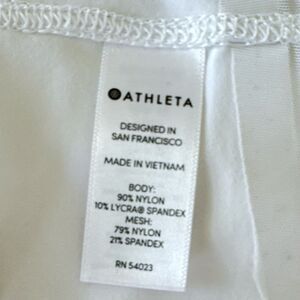 ATHLETA
DESIGNED IN
SAN FRANCISCO
MADE IN VIETNAM
BODY:
90% NYLON
10% LYCRA® SPANDEX
MESH:
79% NYLON
21% SPANDEX
RN 54023